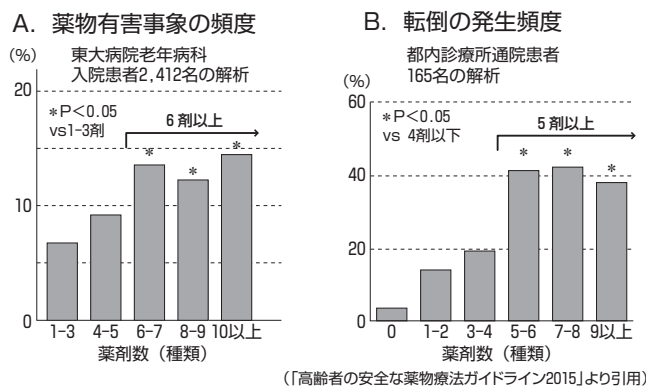 A. 薬物有害事象の頻度
東大病院老年病科
入院患者2,412名の解析
(%)
20
10
0
*P<0.05
vs1-3剤
6剤以上
* * *
1-3 4-5 6-7 8-9 10以上
薬剤数（種類）
B. 転倒の発生頻度
都内診療所通院患者
165名の解析
(%)
60
40
20
0
*P<0.05
vs 4剤以下
5剤以上
* * *
0 1-2 3-4 5-6 7-8 9以上
薬剤数（種類）
（「高齢者の安全な薬物療法ガイドライン2015」より引用）